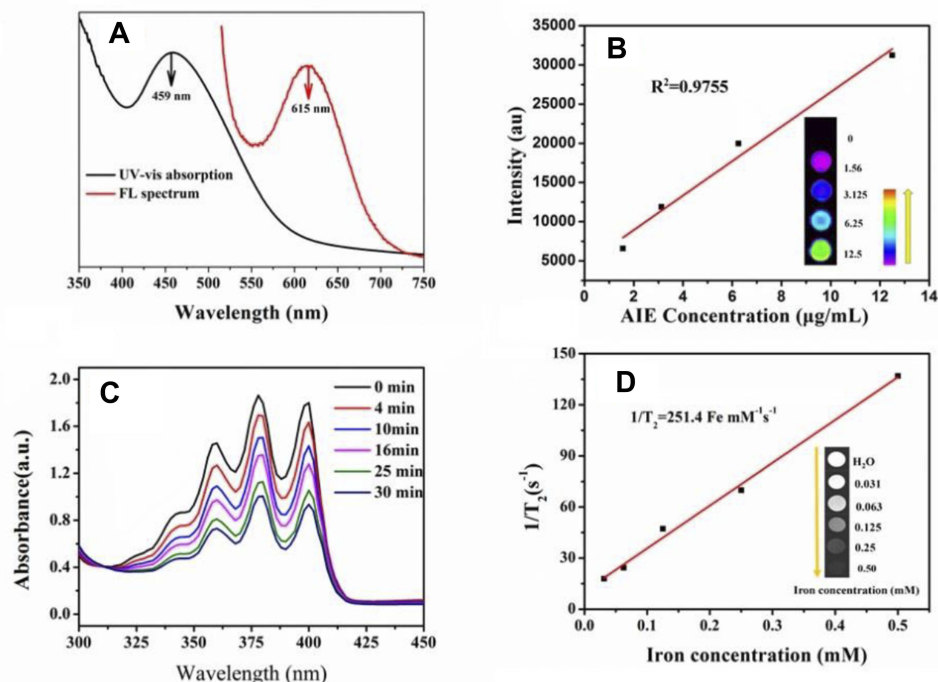 A
459 nm
615 nm
UV-vis absorption
FL spectrum
350 400 450 500 550 600 650 700 750
Wavelength (nm)
B
R²=0.9755
35000
30000
25000
20000
15000
10000
5000
Intensity (au)
0
1.56
3.125
6.25
12.5
0 2 4 6 8 10 12 14
AIE Concentration (µg/mL)
C
0 min
4 min
10min
16min
25 min
30 min
2.0
1.6
1.2
0.8
0.4
0.0
Absorbance(a.u.)
300 325 350 375 400 425 450
Wavelength (nm)
D
1/T₂=251.4 Fe mM⁻¹s⁻¹
150
120
90
60
30
0
1/T₂(s⁻¹)
H₂O
0.031
0.063
0.125
0.25
0.50
Iron concentration (mM)
0.0 0.1 0.2 0.3 0.4 0.5
Iron concentration (mM)